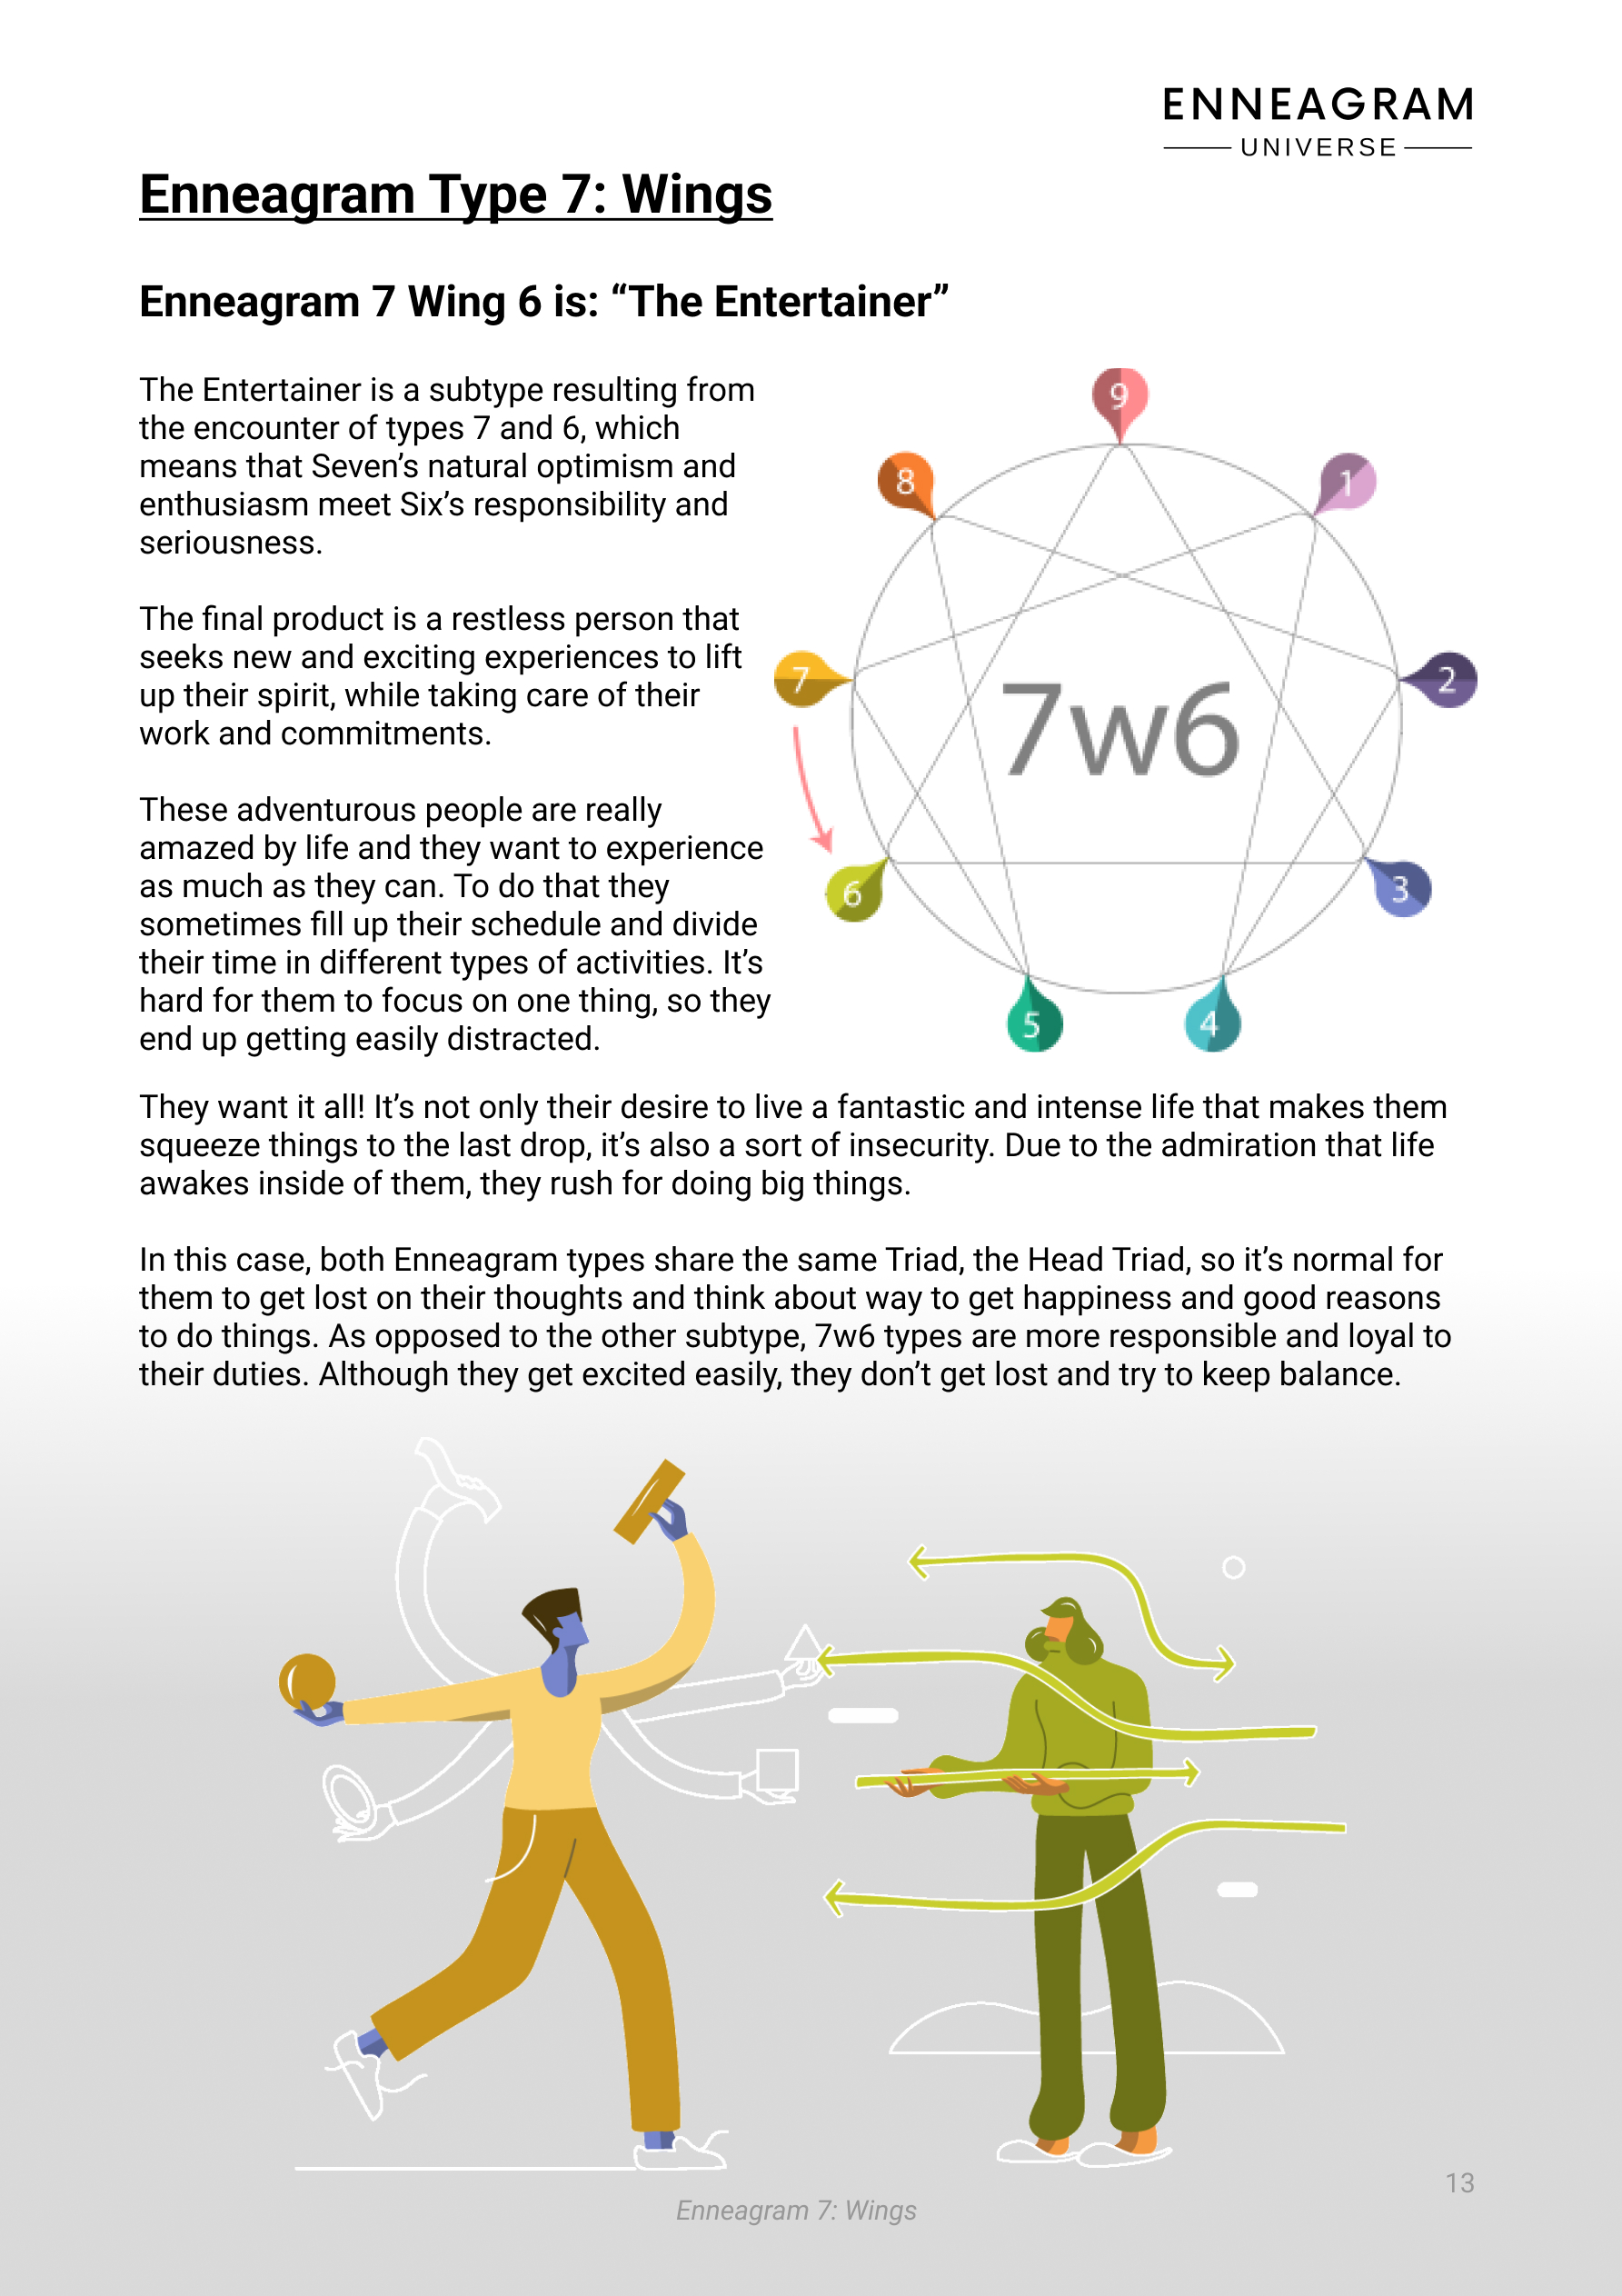 ENNEAGRAM
UNIVERSE
Enneagram Type 7: Wings
Enneagram 7 Wing 6 is: “The Entertainer”
The Entertainer is a subtype resulting from
the encounter of types 7 and 6, which
means that Seven’s natural optimism and
enthusiasm meet Six’s responsibility and
seriousness.
The final product is a restless person that
seeks new and exciting experiences to lift
up their spirit, while taking care of their
work and commitments.
These adventurous people are really
amazed by life and they want to experience
as much as they can. To do that they
sometimes fill up their schedule and divide
their time in different types of activities. It’s
hard for them to focus on one thing, so they
end up getting easily distracted.
9
8
1
7
2
7w6
6
3
5
4
They want it all! It’s not only their desire to live a fantastic and intense life that makes them
squeeze things to the last drop, it’s also a sort of insecurity. Due to the admiration that life
awakes inside of them, they rush for doing big things.
In this case, both Enneagram types share the same Triad, the Head Triad, so it’s normal for
them to get lost on their thoughts and think about way to get happiness and good reasons
to do things. As opposed to the other subtype, 7w6 types are more responsible and loyal to
their duties. Although they get excited easily, they don’t get lost and try to keep balance.
13
Enneagram 7: Wings